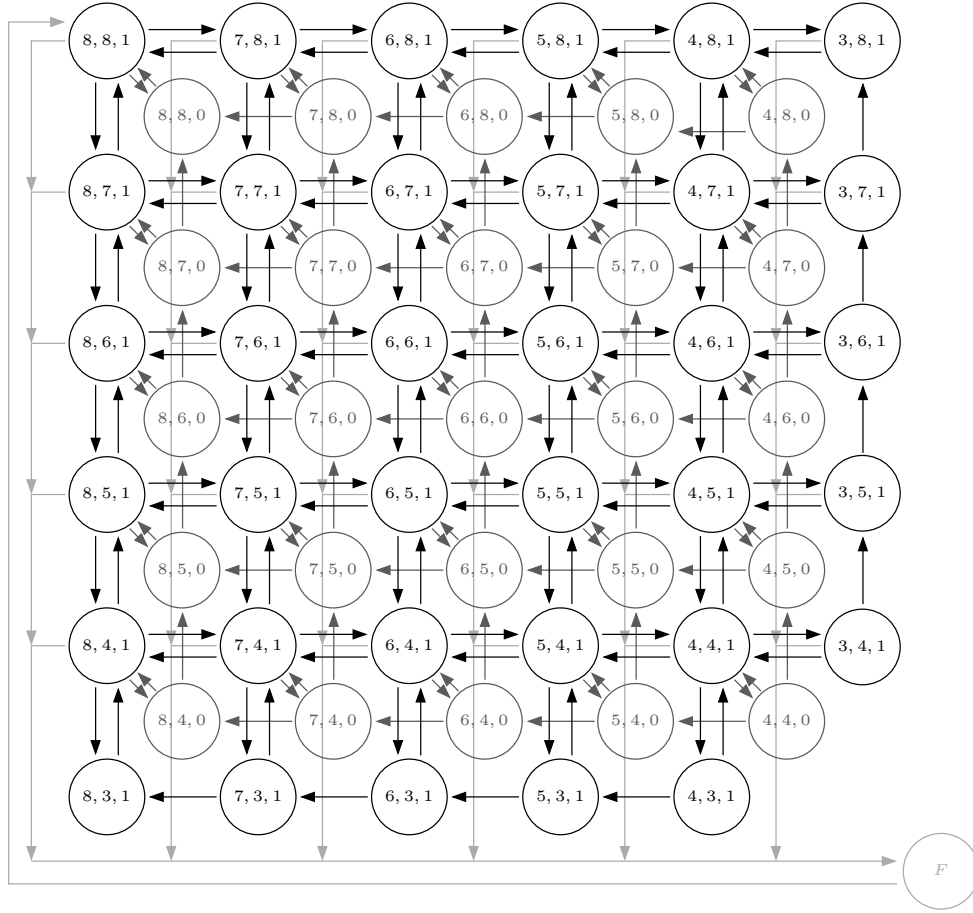 8, 8, 1 7, 8, 1 6, 8, 1 5, 8, 1 4, 8, 1 3, 8, 1
8, 8, 0 7, 8, 0 6, 8, 0 5, 8, 0 4, 8, 0
8, 7, 1 7, 7, 1 6, 7, 1 5, 7, 1 4, 7, 1 3, 7, 1
8, 7, 0 7, 7, 0 6, 7, 0 5, 7, 0 4, 7, 0
8, 6, 1 7, 6, 1 6, 6, 1 5, 6, 1 4, 6, 1 3, 6, 1
8, 6, 0 7, 6, 0 6, 6, 0 5, 6, 0 4, 6, 0
8, 5, 1 7, 5, 1 6, 5, 1 5, 5, 1 4, 5, 1 3, 5, 1
8, 5, 0 7, 5, 0 6, 5, 0 5, 5, 0 4, 5, 0
8, 4, 1 7, 4, 1 6, 4, 1 5, 4, 1 4, 4, 1 3, 4, 1
8, 4, 0 7, 4, 0 6, 4, 0 5, 4, 0 4, 4, 0
8, 3, 1 7, 3, 1 6, 3, 1 5, 3, 1 4, 3, 1
F